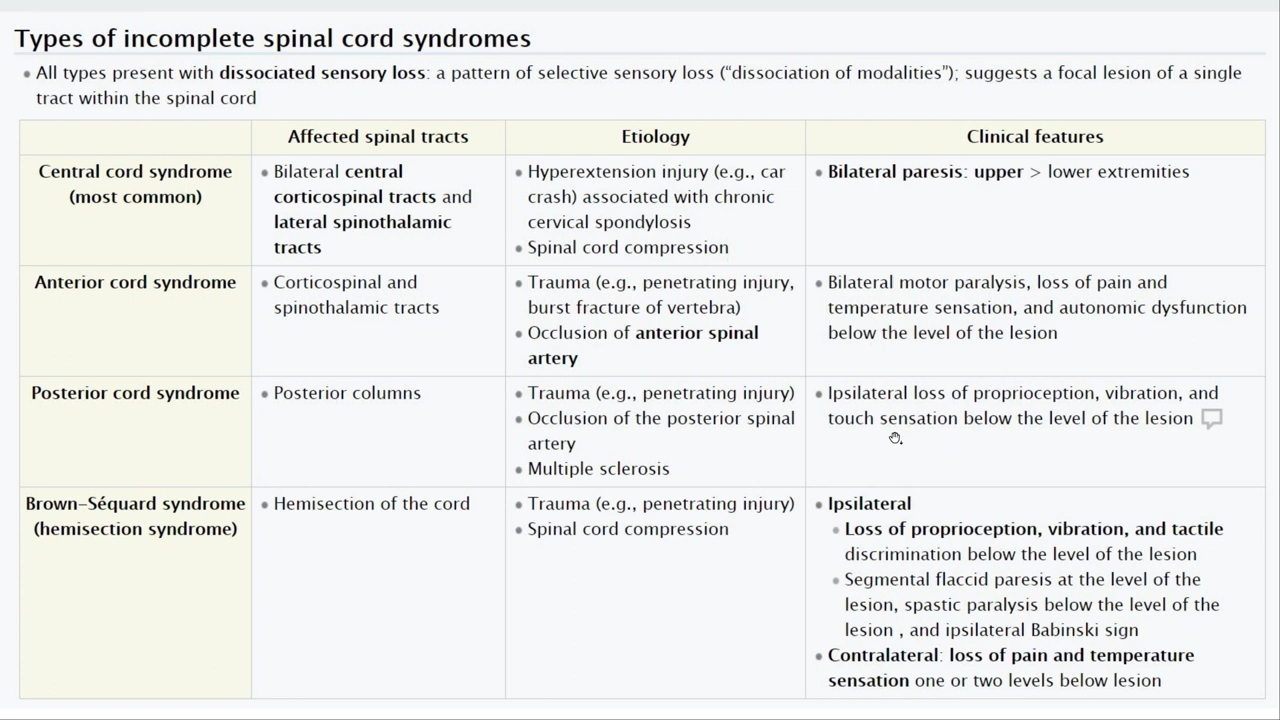 Types of incomplete spinal cord syndromes
All types present with dissociated sensory loss: a pattern of selective sensory loss (“dissociation of modalities”); suggests a focal lesion of a single
tract within the spinal cord
Affected spinal tracts
Etiology
Clinical features
Central cord syndrome
(most common)
Bilateral central
corticospinal tracts and
lateral spinothalamic
tracts
Hyperextension injury (e.g., car
crash) associated with chronic
cervical spondylosis
Spinal cord compression
Bilateral paresis: upper > lower extremities
Anterior cord syndrome
Corticospinal and
spinothalamic tracts
Trauma (e.g., penetrating injury,
burst fracture of vertebra)
Occlusion of anterior spinal
artery
Bilateral motor paralysis, loss of pain and
temperature sensation, and autonomic dysfunction
below the level of the lesion
Posterior cord syndrome
Posterior columns
Trauma (e.g., penetrating injury)
Occlusion of the posterior spinal
artery
Multiple sclerosis
Ipsilateral loss of proprioception, vibration, and
touch sensation below the level of the lesion
Brown–Séquard syndrome
(hemisection syndrome)
Hemisection of the cord
Trauma (e.g., penetrating injury)
Spinal cord compression
Ipsilateral
Loss of proprioception, vibration, and tactile
discrimination below the level of the lesion
Segmental flaccid paresis at the level of the
lesion, spastic paralysis below the level of the
lesion , and ipsilateral Babinski sign
Contralateral: loss of pain and temperature
sensation one or two levels below lesion